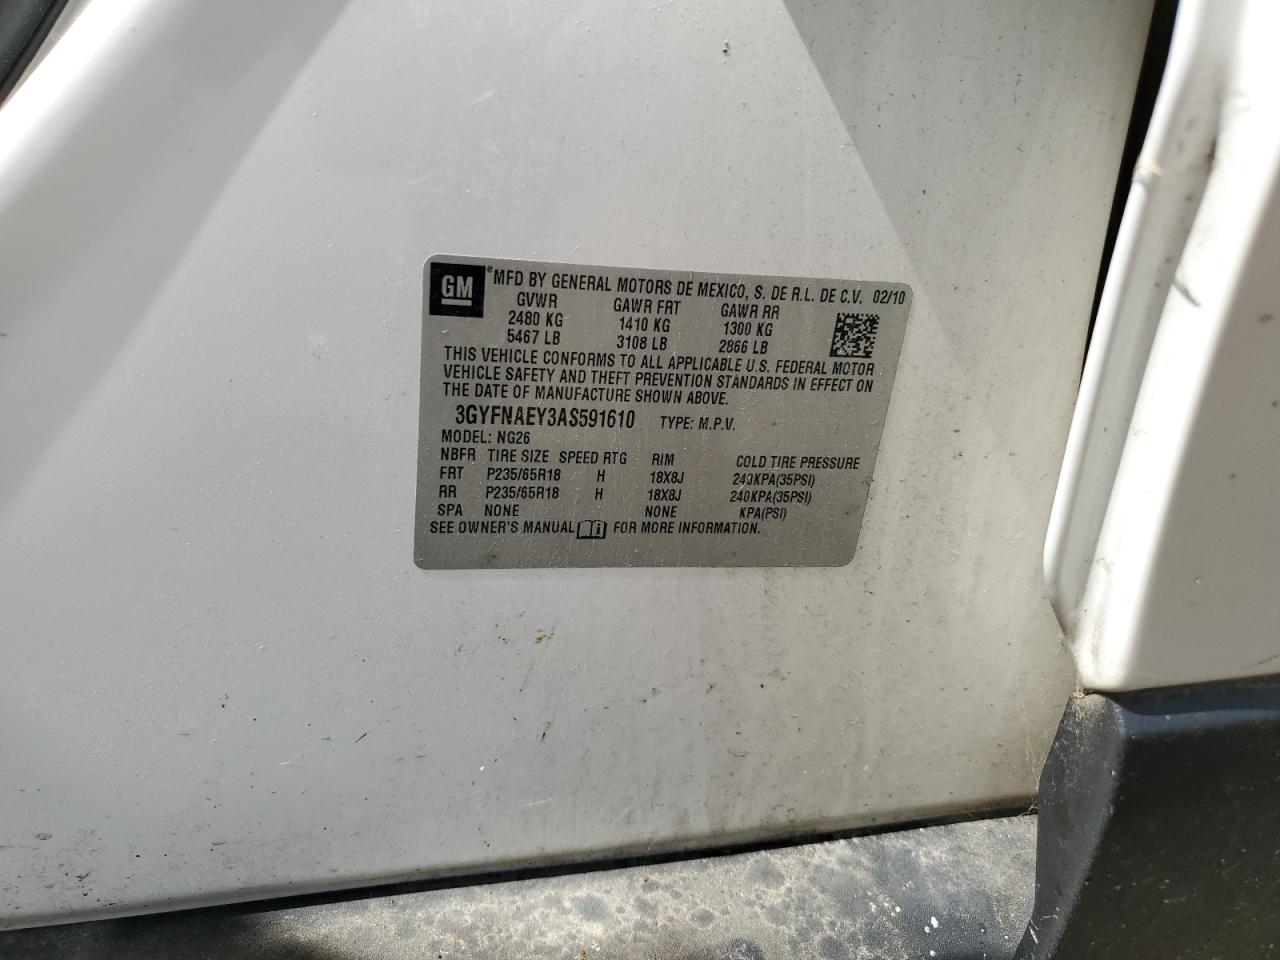 GM ® MFD BY GENERAL MOTORS DE MEXICO, S. DE R.L. DE C.V. 02/10
GVWR GAWR FRT GAWR RR
2480 KG 1410 KG 1300 KG
5467 LB 3108 LB 2866 LB
THIS VEHICLE CONFORMS TO ALL APPLICABLE U.S. FEDERAL MOTOR
VEHICLE SAFETY AND THEFT PREVENTION STANDARDS IN EFFECT ON
THE DATE OF MANUFACTURE SHOWN ABOVE.
3GYFNAEY3AS591610 TYPE: M.P.V.
MODEL: NG26
NBFR TIRE SIZE SPEED RTG RIM COLD TIRE PRESSURE
FRT P235/65R18 H 18X8J 240KPA(35PSI)
RR P235/65R18 H 18X8J 240KPA(35PSI)
SPA NONE NONE KPA(PSI)
SEE OWNER'S MANUAL i FOR MORE INFORMATION.